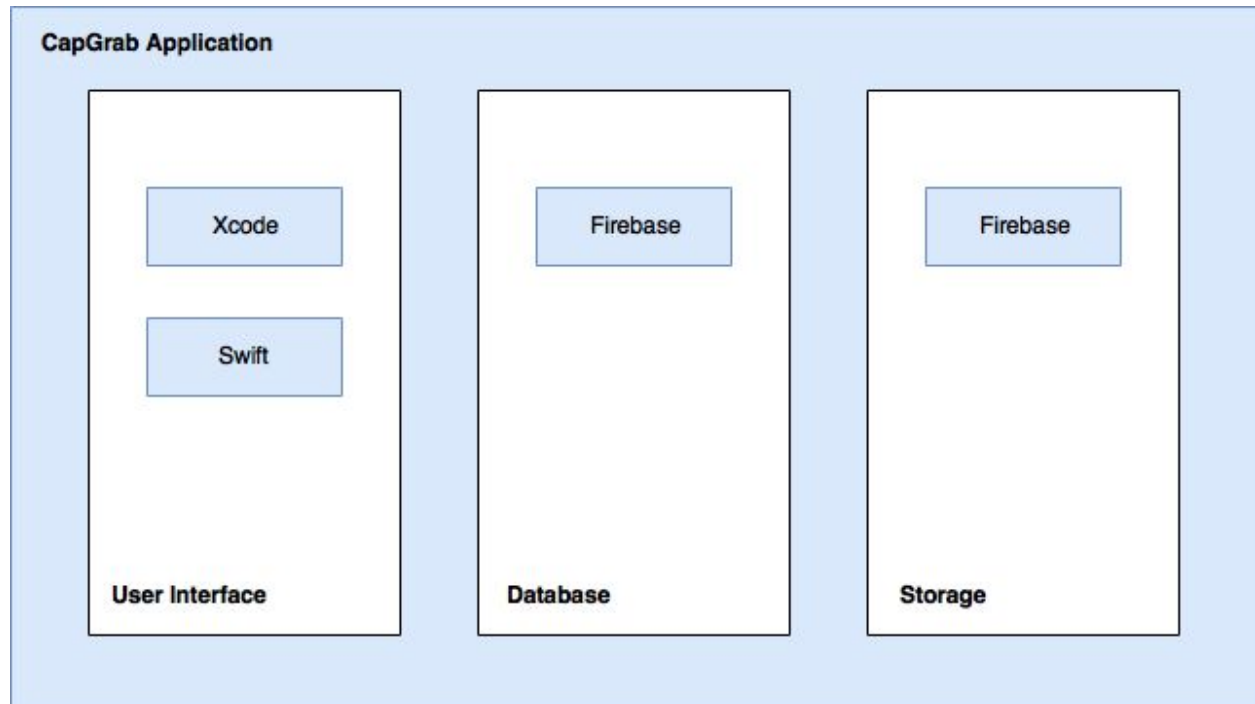 CapGrab Application
Xcode
Swift
User Interface
Firebase
Database
Firebase
Storage